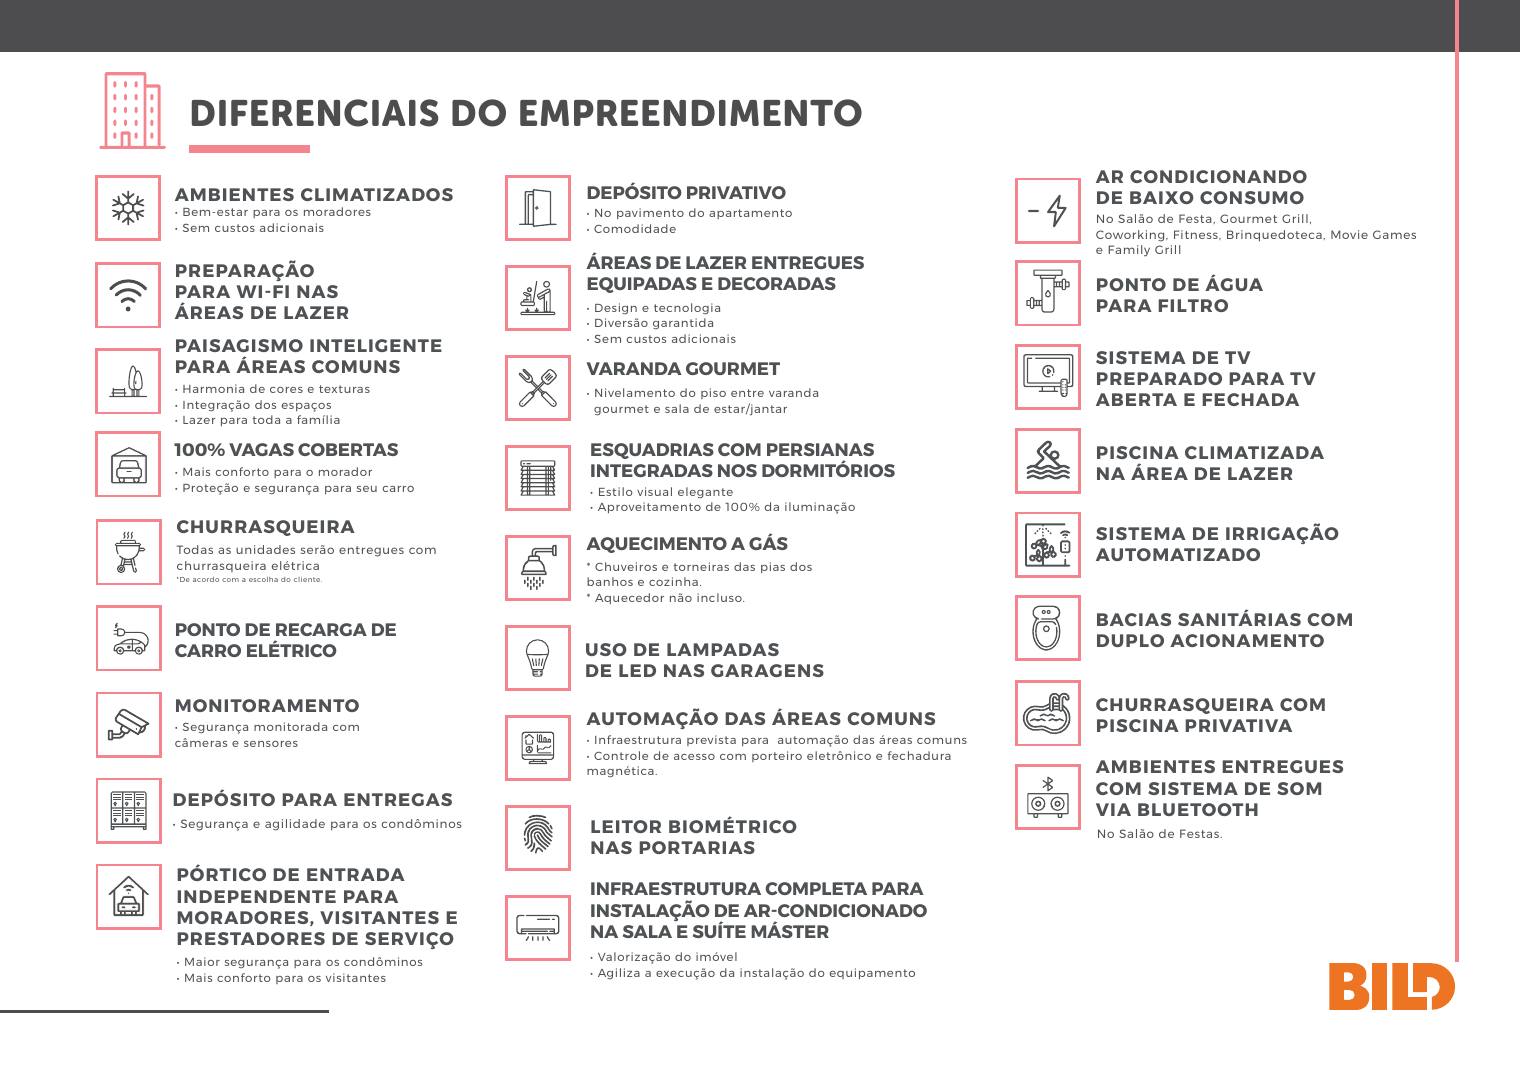 DIFERENCIAIS DO EMPREENDIMENTO
AMBIENTES CLIMATIZADOS
• Bem-estar para os moradores
• Sem custos adicionais
PREPARAÇÃO
PARA WI-FI NAS
ÁREAS DE LAZER
PAISAGISMO INTELIGENTE
PARA ÁREAS COMUNS
• Harmonia de cores e texturas
• Integração dos espaços
• Lazer para toda a família
100% VAGAS COBERTAS
• Mais conforto para o morador
• Proteção e segurança para seu carro
CHURRASQUEIRA
Todas as unidades serão entregues com
churrasqueira elétrica
*De acordo com a escolha do cliente.
PONTO DE RECARGA DE
CARRO ELÉTRICO
MONITORAMENTO
• Segurança monitorada com
câmeras e sensores
DEPÓSITO PARA ENTREGAS
• Segurança e agilidade para os condôminos
PÓRTICO DE ENTRADA
INDEPENDENTE PARA
MORADORES, VISITANTES E
PRESTADORES DE SERVIÇO
• Maior segurança para os condôminos
• Mais conforto para os visitantes
DEPÓSITO PRIVATIVO
• No pavimento do apartamento
• Comodidade
ÁREAS DE LAZER ENTREGUES
EQUIPADAS E DECORADAS
• Design e tecnologia
• Diversão garantida
• Sem custos adicionais
VARANDA GOURMET
• Nivelamento do piso entre varanda
gourmet e sala de estar/jantar
ESQUADRIAS COM PERSIANAS
INTEGRADAS NOS DORMITÓRIOS
• Estilo visual elegante
• Aproveitamento de 100% da iluminação
AQUECIMENTO A GÁS
* Chuveiros e torneiras das pias dos
banhos e cozinha.
* Aquecedor não incluso.
USO DE LAMPADAS
DE LED NAS GARAGENS
AUTOMAÇÃO DAS ÁREAS COMUNS
• Infraestrutura prevista para automação das áreas comuns
• Controle de acesso com porteiro eletrônico e fechadura
magnética.
LEITOR BIOMÉTRICO
NAS PORTARIAS
INFRAESTRUTURA COMPLETA PARA
INSTALAÇÃO DE AR-CONDICIONADO
NA SALA E SUÍTE MÁSTER
• Valorização do imóvel
• Agiliza a execução da instalação do equipamento
AR CONDICIONANDO
DE BAIXO CONSUMO
No Salão de Festa, Gourmet Grill,
Coworking, Fitness, Brinquedoteca, Movie Games
e Family Grill
PONTO DE ÁGUA
PARA FILTRO
SISTEMA DE TV
PREPARADO PARA TV
ABERTA E FECHADA
PISCINA CLIMATIZADA
NA ÁREA DE LAZER
SISTEMA DE IRRIGAÇÃO
AUTOMATIZADO
BACIAS SANITÁRIAS COM
DUPLO ACIONAMENTO
CHURRASQUEIRA COM
PISCINA PRIVATIVA
AMBIENTES ENTREGUES
COM SISTEMA DE SOM
VIA BLUETOOTH
No Salão de Festas.
BILD